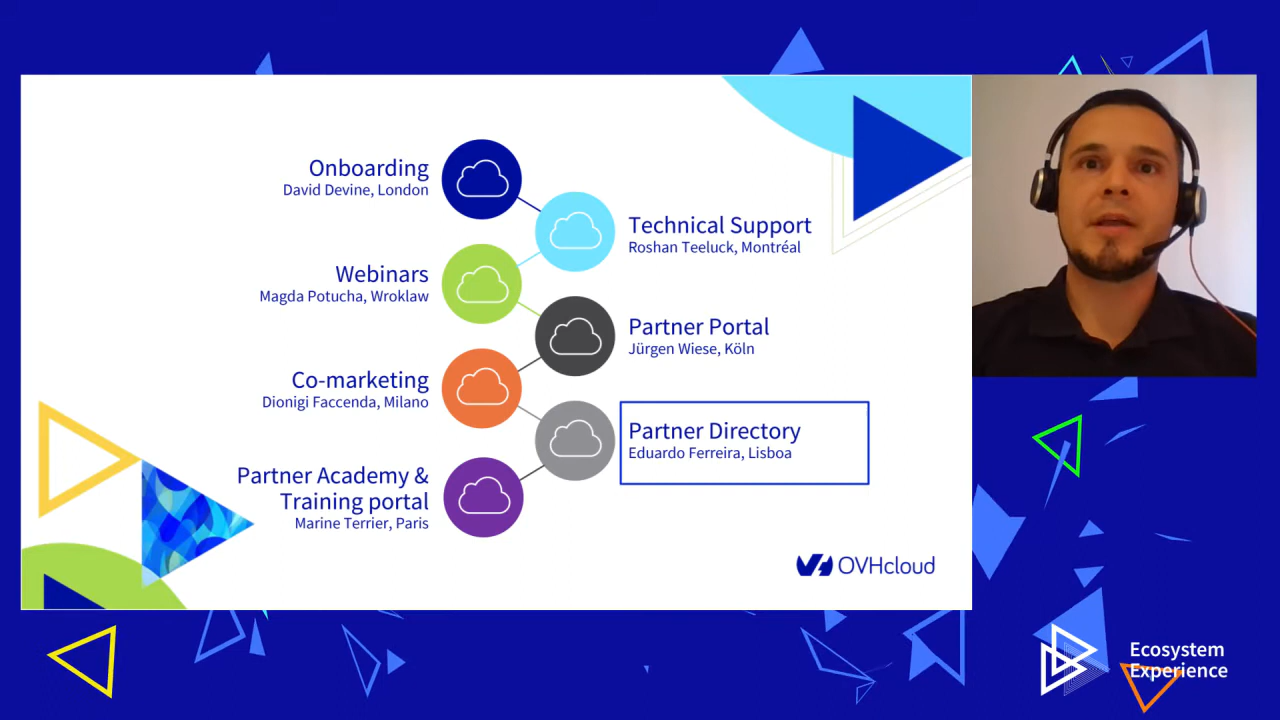 Onboarding
David Devine, London
Technical Support
Roshan Teeluck, Montréal
Webinars
Magda Potucha, Wroklaw
Partner Portal
Jürgen Wiese, Köln
Co-marketing
Dionigi Faccenda, Milano
Partner Directory
Eduardo Ferreira, Lisboa
Partner Academy &
Training portal
Marine Terrier, Paris
OVHcloud
Ecosystem
Experience